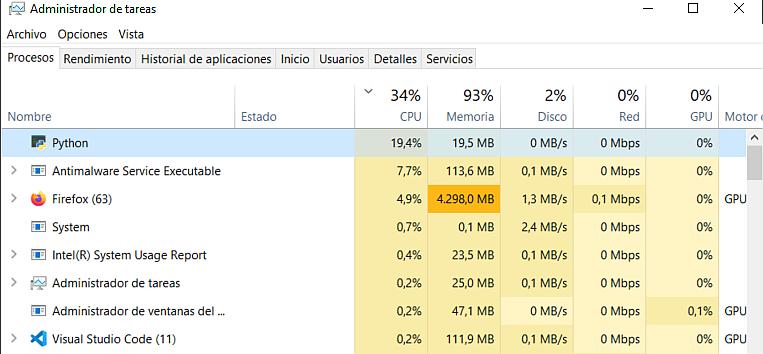 Administrador de tareas
Archivo Opciones Vista
Procesos Rendimiento Historial de aplicaciones Inicio Usuarios Detalles Servicios
34% 93% 2% 0% 0%
Nombre Estado CPU Memoria Disco Red GPU Motor d
Python 19,4% 19,5 MB 0 MB/s 0 Mbps 0%
Antimalware Service Executable 7,7% 113,6 MB 0,1 MB/s 0 Mbps 0%
Firefox (63) 4,9% 4.298,0 MB 1,3 MB/s 0,1 Mbps 0% GPU
System 0,7% 0,1 MB 2,4 MB/s 0 Mbps 0%
Intel(R) System Usage Report 0,4% 23,5 MB 0,1 MB/s 0 Mbps 0%
Administrador de tareas 0,2% 25,0 MB 0,1 MB/s 0 Mbps 0%
Administrador de ventanas del ... 0,2% 47,1 MB 0 MB/s 0 Mbps 0,1% GPU
Visual Studio Code (11) 0,2% 111,9 MB 0,1 MB/s 0 Mbps 0% GPU